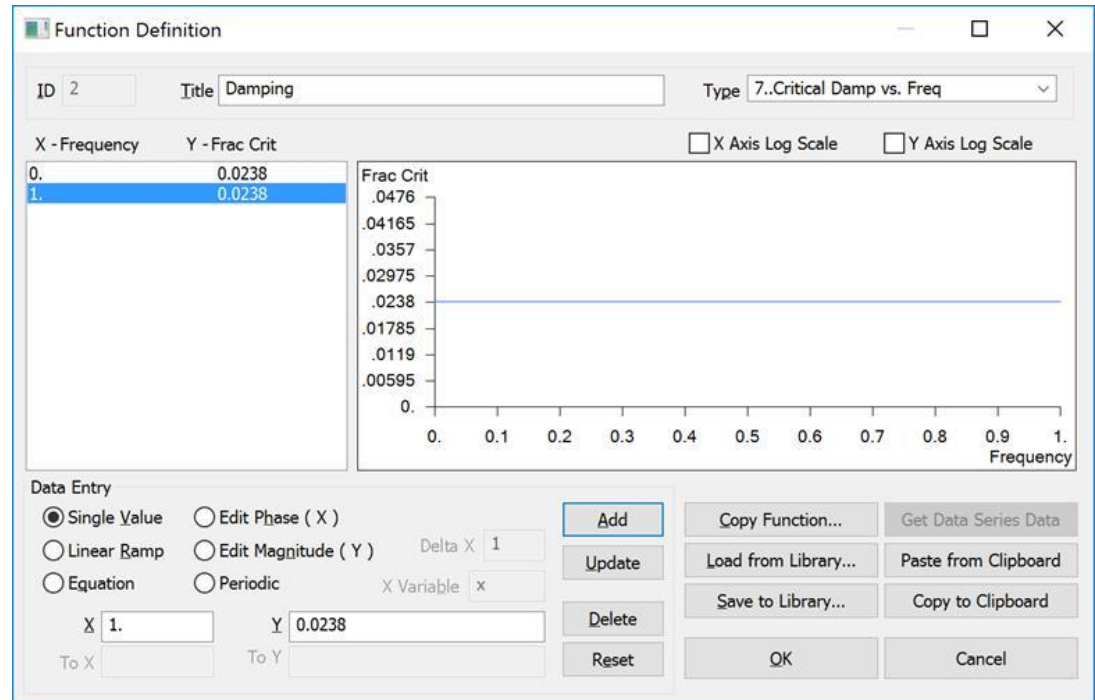 Function Definition
ID 2 Title Damping Type 7..Critical Damp vs. Freq
X - Frequency Y - Frac Crit X Axis Log Scale Y Axis Log Scale
0. 0.0238
1. 0.0238
Frac Crit
.0476
.04165
.0357
.02975
.0238
.01785
.0119
.00595
0.
0. 0.1 0.2 0.3 0.4 0.5 0.6 0.7 0.8 0.9 1.
Frequency
Data Entry
Single Value Edit Phase ( X ) Add Copy Function... Get Data Series Data
Linear Ramp Edit Magnitude ( Y ) Delta X 1 Update Load from Library... Paste from Clipboard
Equation Periodic X Variable x Save to Library... Copy to Clipboard
X 1. Y 0.0238 Delete
To X To Y Reset OK Cancel